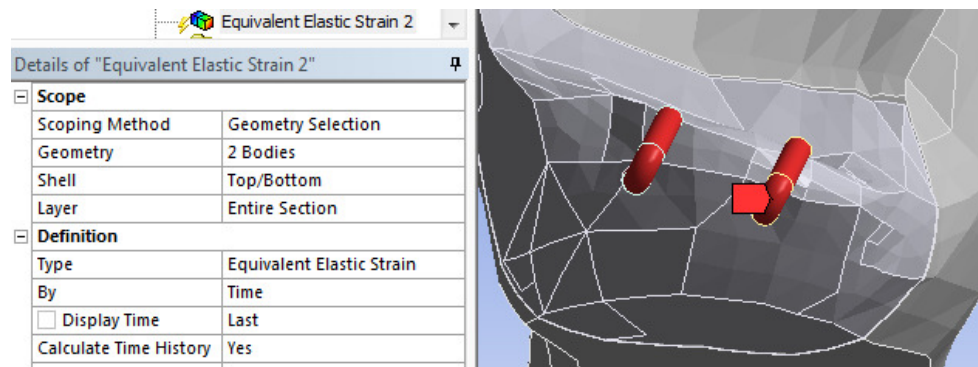 Equivalent Elastic Strain 2
Details of "Equivalent Elastic Strain 2"
Scope
Scoping Method Geometry Selection
Geometry 2 Bodies
Shell Top/Bottom
Layer Entire Section
Definition
Type Equivalent Elastic Strain
By Time
Display Time Last
Calculate Time History Yes